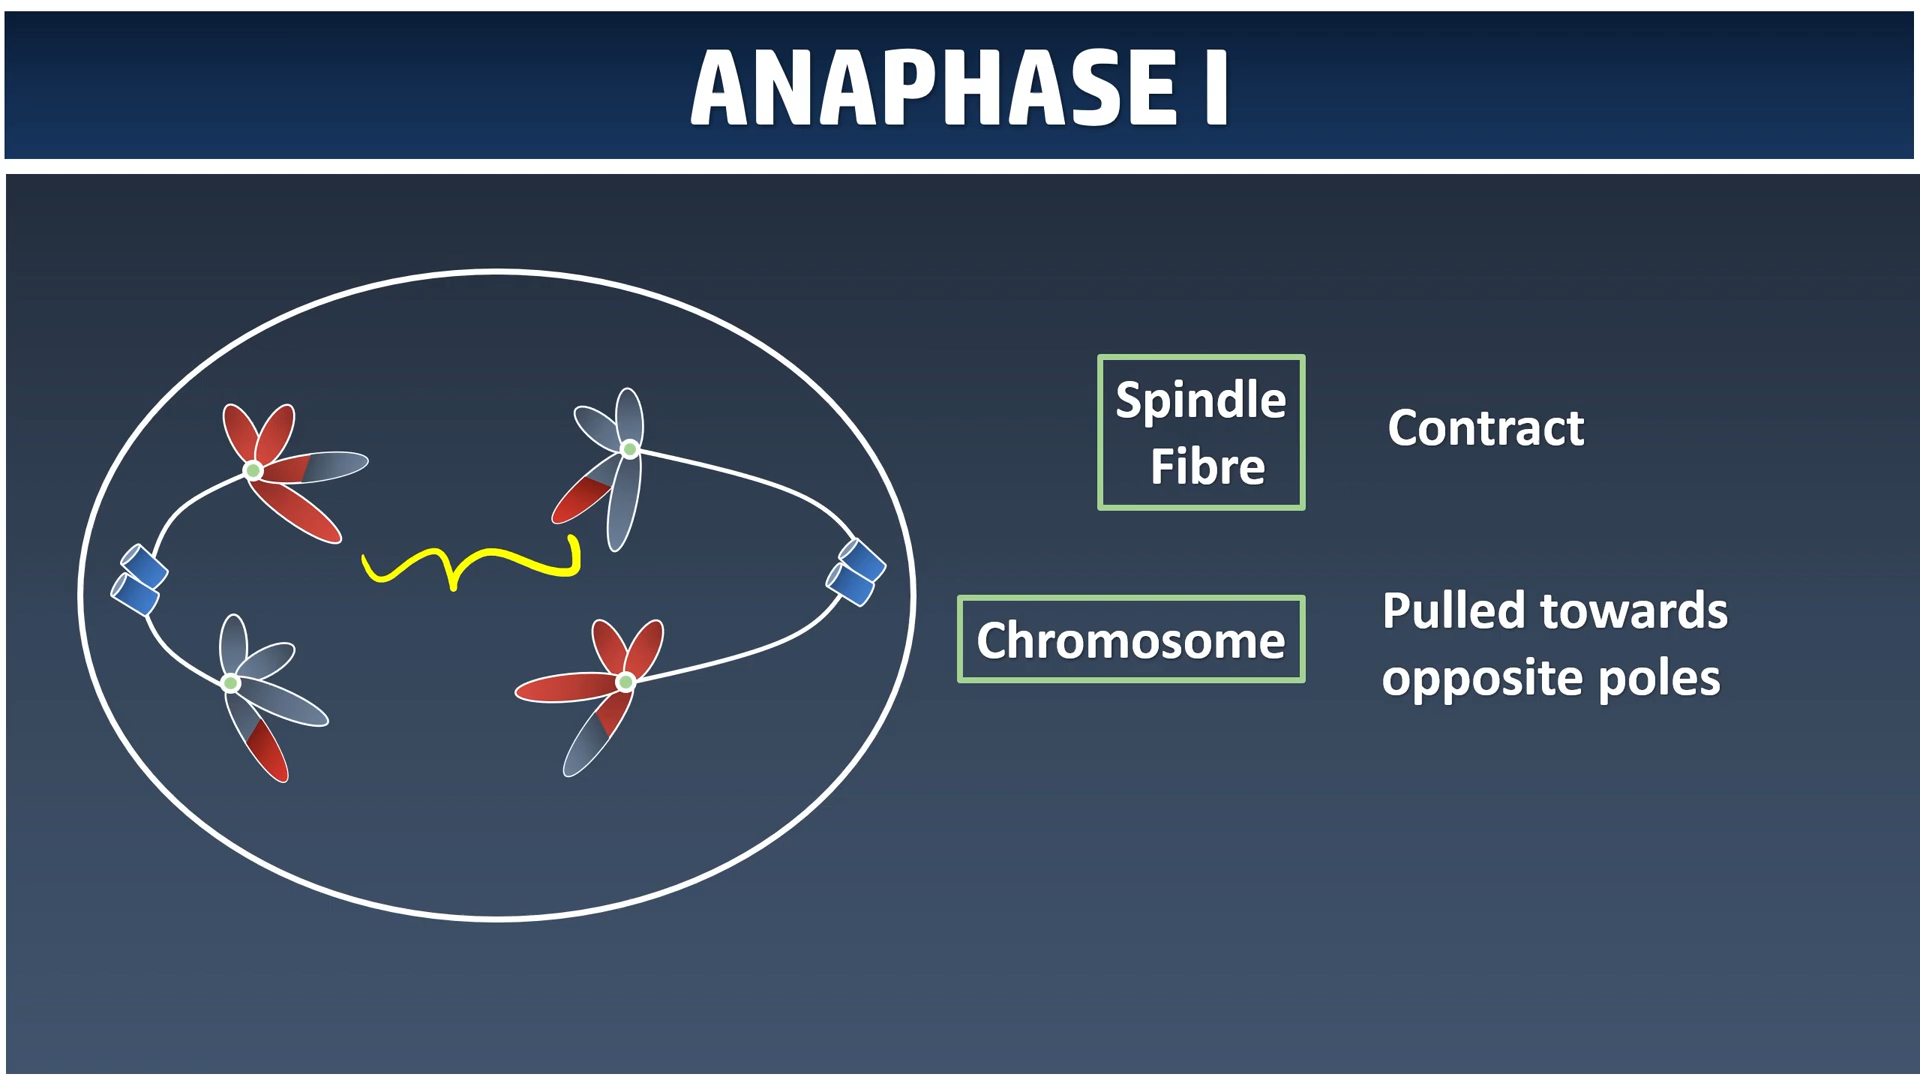 ANAPHASE I
Spindle
Fibre
Contract
Chromosome
Pulled towards
opposite poles